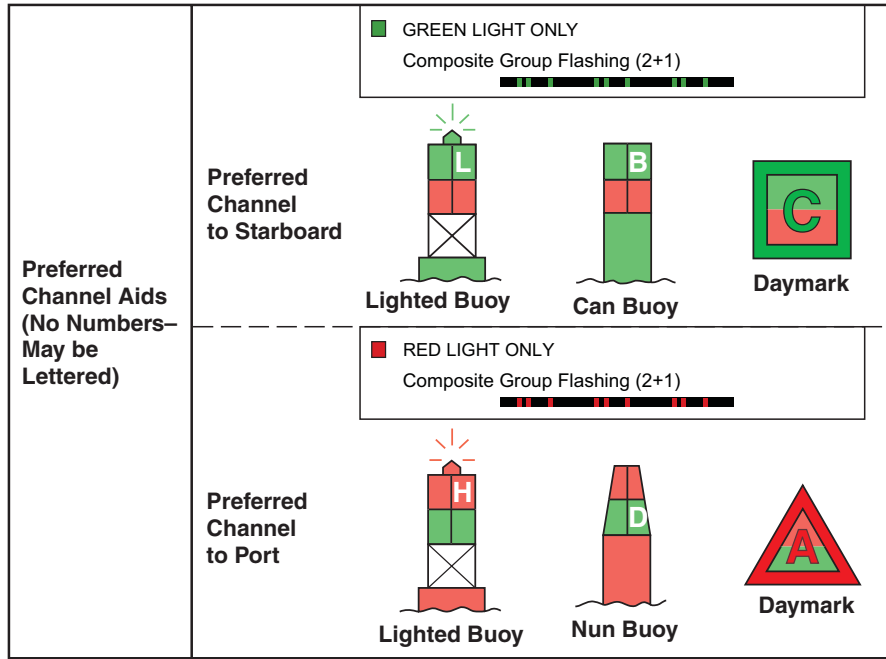 Preferred
Channel Aids
(No Numbers–
May be
Lettered)
Preferred
Channel
to Starboard
GREEN LIGHT ONLY
Composite Group Flashing (2+1)
L
B
C
Lighted Buoy
Can Buoy
Daymark
Preferred
Channel
to Port
RED LIGHT ONLY
Composite Group Flashing (2+1)
H
D
A
Lighted Buoy
Nun Buoy
Daymark